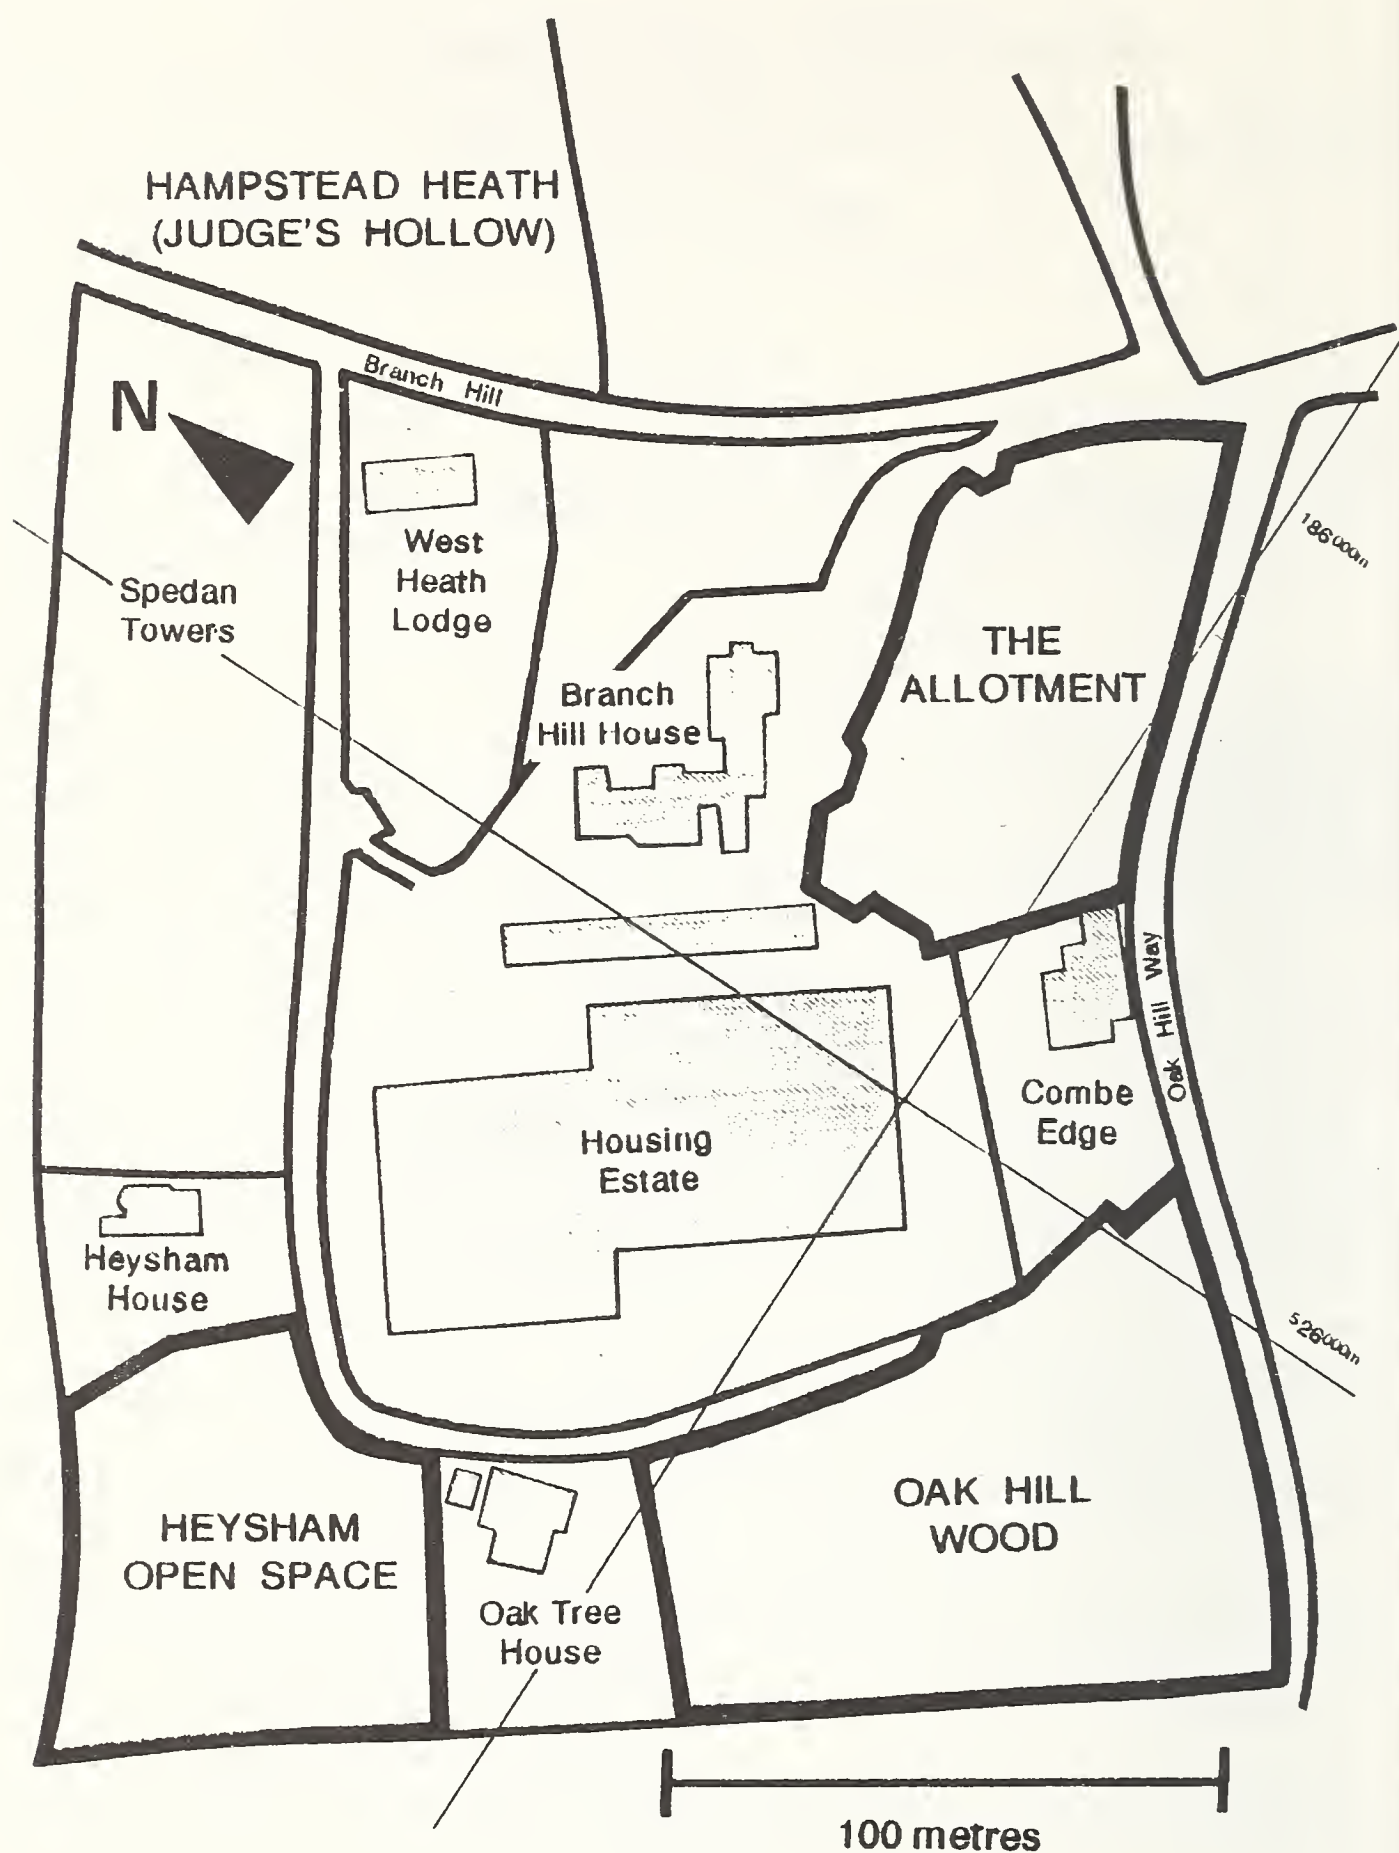 HAMPSTEAD HEATH
(JUDGE'S HOLLOW)
Branch Hill
N
West
Heath
Lodge
186000m
Spedan
Towers
THE
ALLOTMENT
Branch
Hill House
Oak Hill Way
Combe
Edge
Housing
Estate
Heysham
House
526000m
OAK HILL
WOOD
HEYSHAM
OPEN SPACE
Oak Tree
House
100 metres